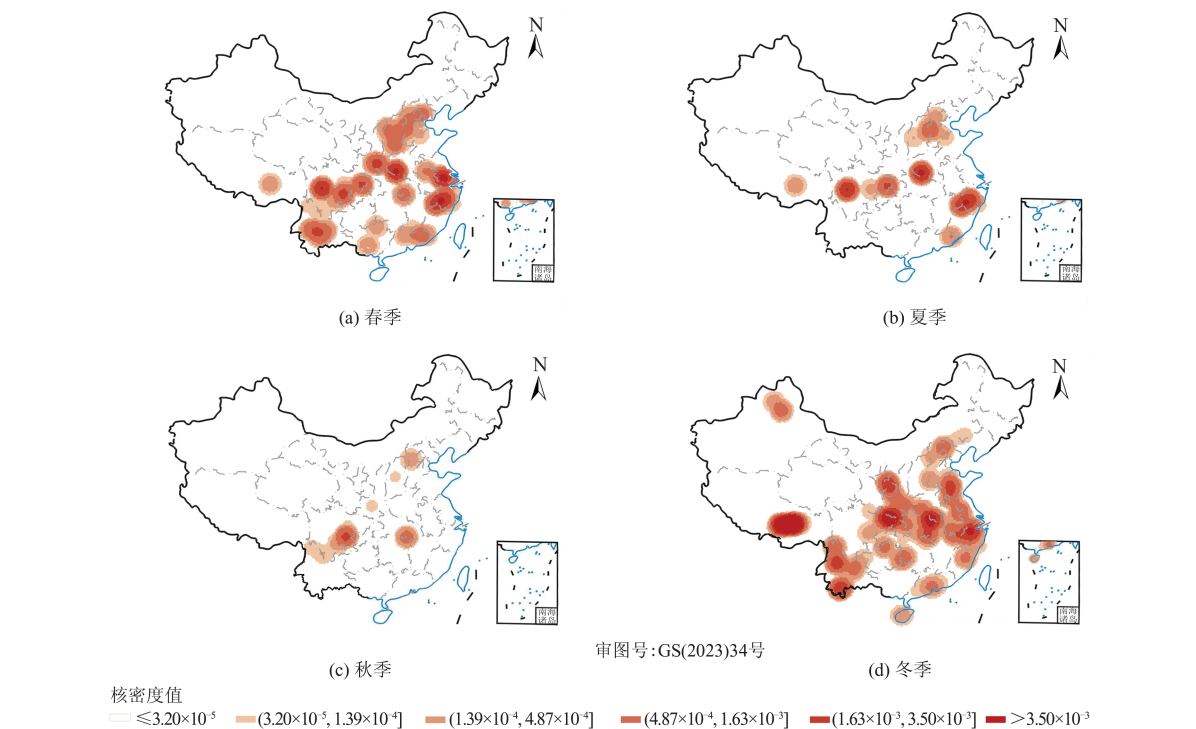 N
N
南海
诸岛
南海
诸岛
(a) 春季
(b) 夏季
N
N
南海
诸岛
南海
诸岛
审图号:GS(2023)34号
(c) 秋季
(d) 冬季
核密度值
≤3.20×10⁻⁵
(3.20×10⁻⁵, 1.39×10⁻⁴]
(1.39×10⁻⁴, 4.87×10⁻⁴]
(4.87×10⁻⁴, 1.63×10⁻³]
(1.63×10⁻³, 3.50×10⁻³]
>3.50×10⁻³